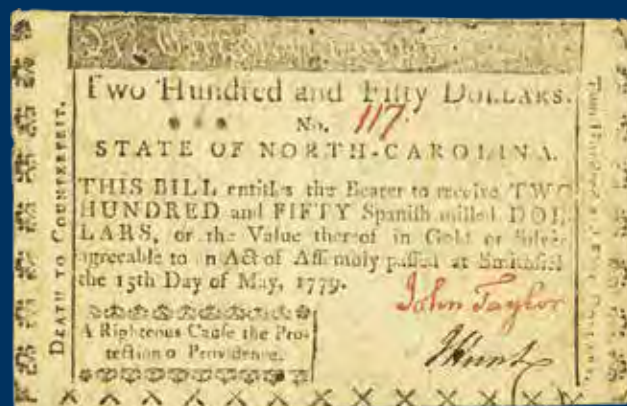 Two Hundred and Fifty DOLLARS.
No. 117
STATE OF NORTH-CAROLINA.
THIS BILL entitles the Bearer to receive TWO
HUNDRED and FIFTY Spanish milled DOL-
LARS, or the Value thereof in Gold or Silver
agreeable to an Act of Assembly passed at Smithfield
the 15th Day of May, 1779.
John Taylor
A Righteous Cause the Pro-
tection o Providence.
JHunt
DEATH TO COUNTERFEIT.